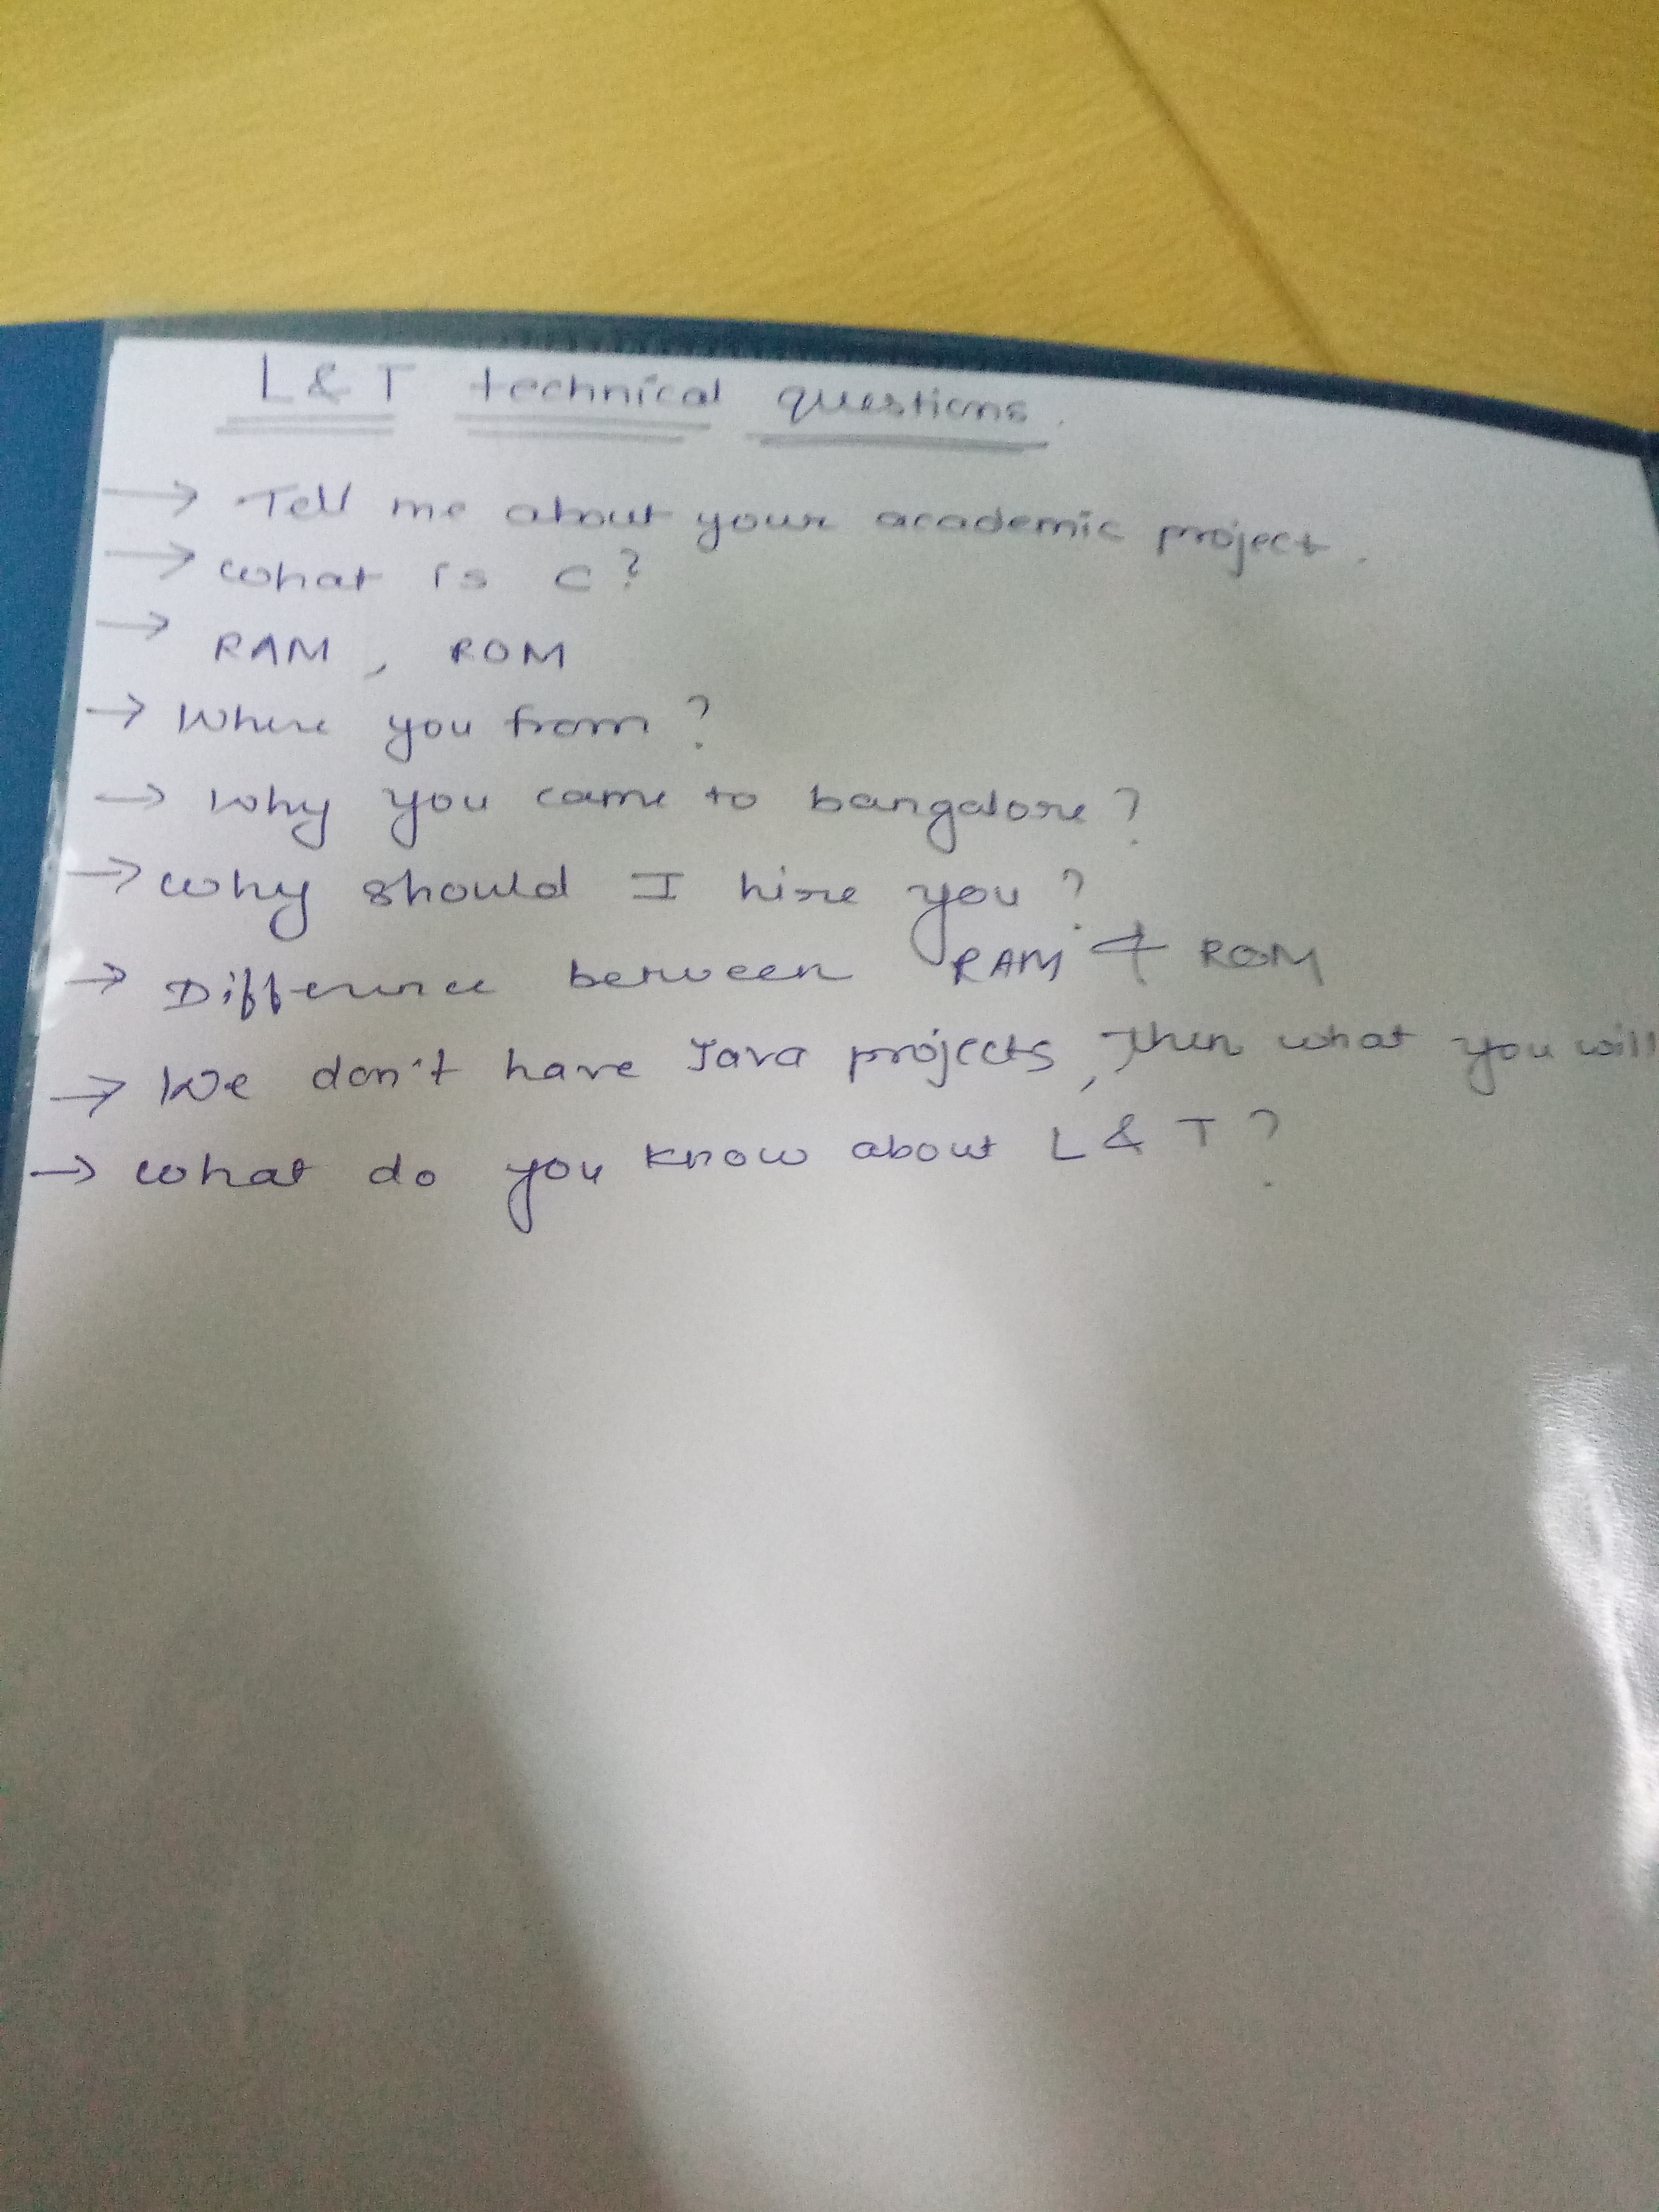 L & T technical questions.
→ Tell me about your academic project.
→ What is C?
→ RAM, ROM
→ Where you from?
→ Why you came to bangalore?
→ Why should I hire you?
→ Difference between RAM & ROM
→ We don't have Java projects, then what you will
→ What do you know about L & T?